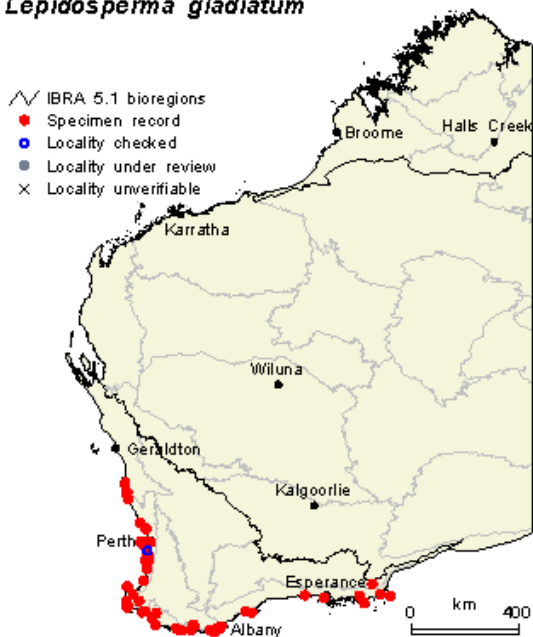 Lepidosperma gladiatum
IBRA 5.1 bioregions
Specimen record
Locality checked
Locality under review
Locality unverifiable
Broome
Halls Creek
Karratha
Wiluna
Geraldton
Kalgoorlie
Perth
Esperance
Albany
km
0 400